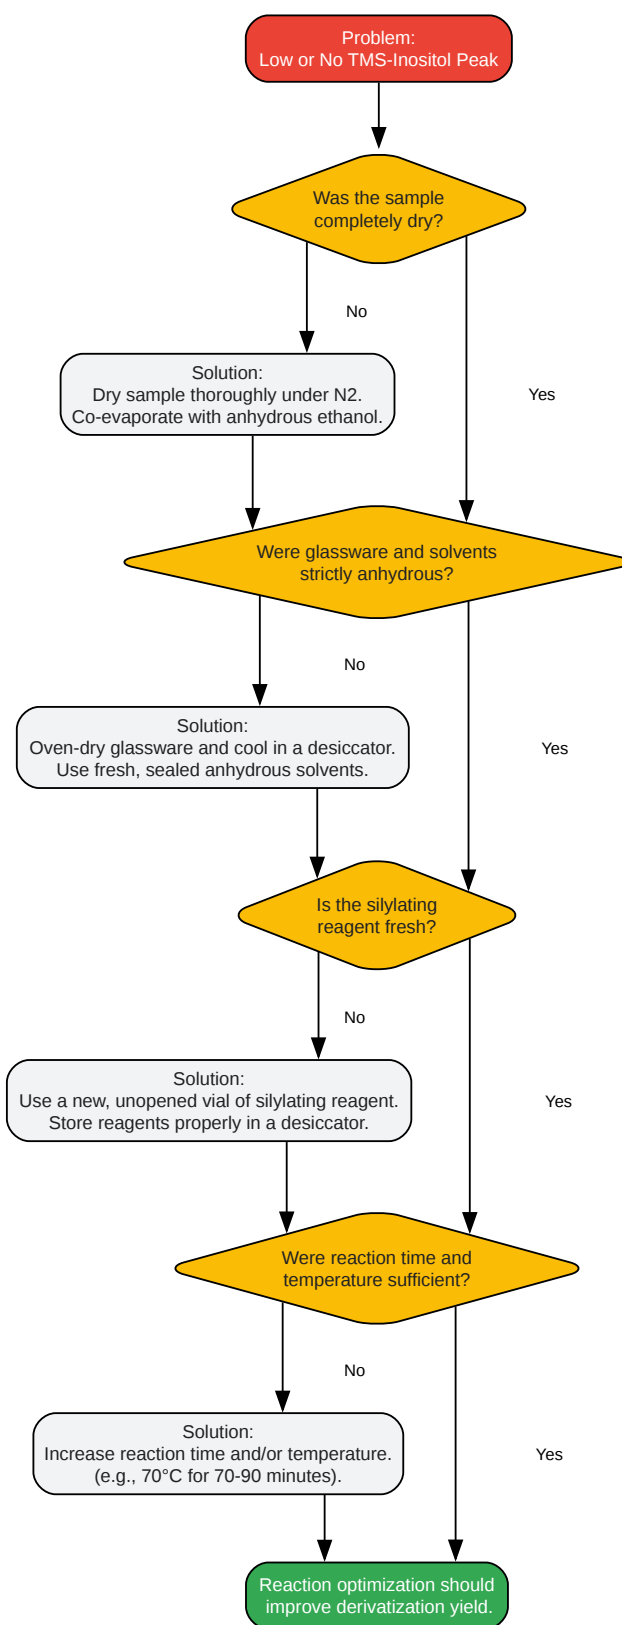 Problem:
Low or No TMS-Inositol Peak
Was the sample
completely dry?
No
Solution:
Dry sample thoroughly under N2.
Co-evaporate with anhydrous ethanol.
Yes
Were glassware and solvents
strictly anhydrous?
No
Solution:
Oven-dry glassware and cool in a desiccator.
Use fresh, sealed anhydrous solvents.
Yes
Is the silylating
reagent fresh?
No
Solution:
Use a new, unopened vial of silylating reagent.
Store reagents properly in a desiccator.
Yes
Were reaction time and
temperature sufficient?
No
Solution:
Increase reaction time and/or temperature.
(e.g., 70°C for 70-90 minutes).
Yes
Reaction optimization should
improve derivatization yield.